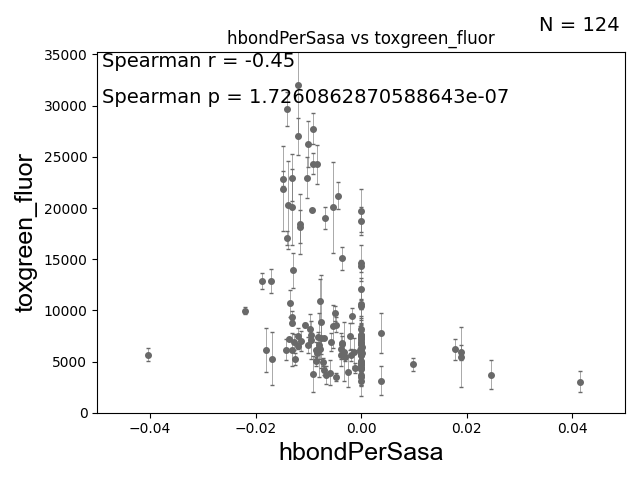 N = 124
hbondPerSasa vs toxgreen_fluor
Spearman r = -0.45
Spearman p = 1.7260862870588643e-07
35000
30000
25000
20000
15000
10000
5000
0
toxgreen_fluor
−0.04
−0.02
0.00
0.02
0.04
hbondPerSasa